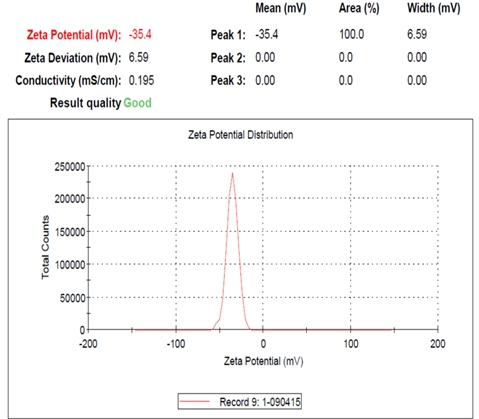 Mean (mV) Area (%) Width (mV)
Zeta Potential (mV): -35.4 Peak 1: -35.4 100.0 6.59
Zeta Deviation (mV): 6.59 Peak 2: 0.00 0.0 0.00
Conductivity (mS/cm): 0.195 Peak 3: 0.00 0.0 0.00
Result quality Good
Zeta Potential Distribution
250000
200000
150000
100000
50000
0
Total Counts
-200 -100 0 100 200
Zeta Potential (mV)
Record 9: 1-090415